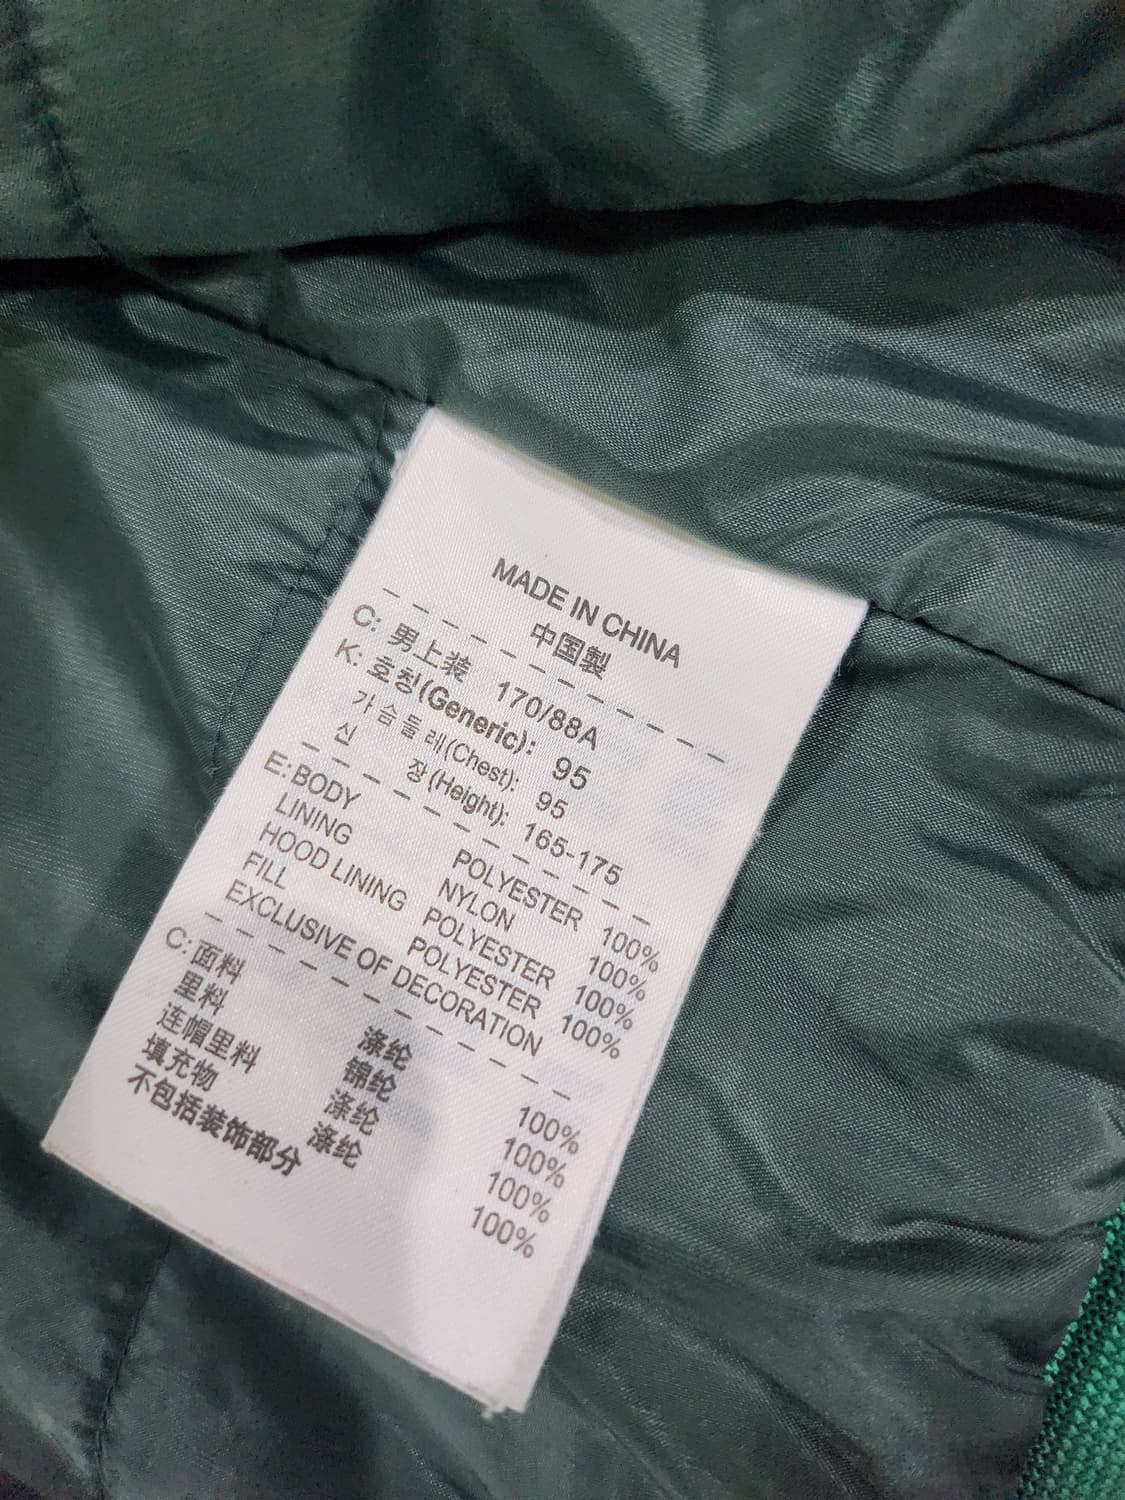 MADE IN CHINA
中国製
C: 男上装 170/88A
K: 호칭(Generic): 95
가슴둘레(Chest): 95
신 장(Height): 165-175
E: BODY POLYESTER 100%
LINING NYLON 100%
HOOD LINING POLYESTER 100%
FILL POLYESTER 100%
EXCLUSIVE OF DECORATION
C: 面料 涤纶 100%
里料 锦纶 100%
连帽里料 涤纶 100%
填充物 涤纶 100%
不包括装饰部分